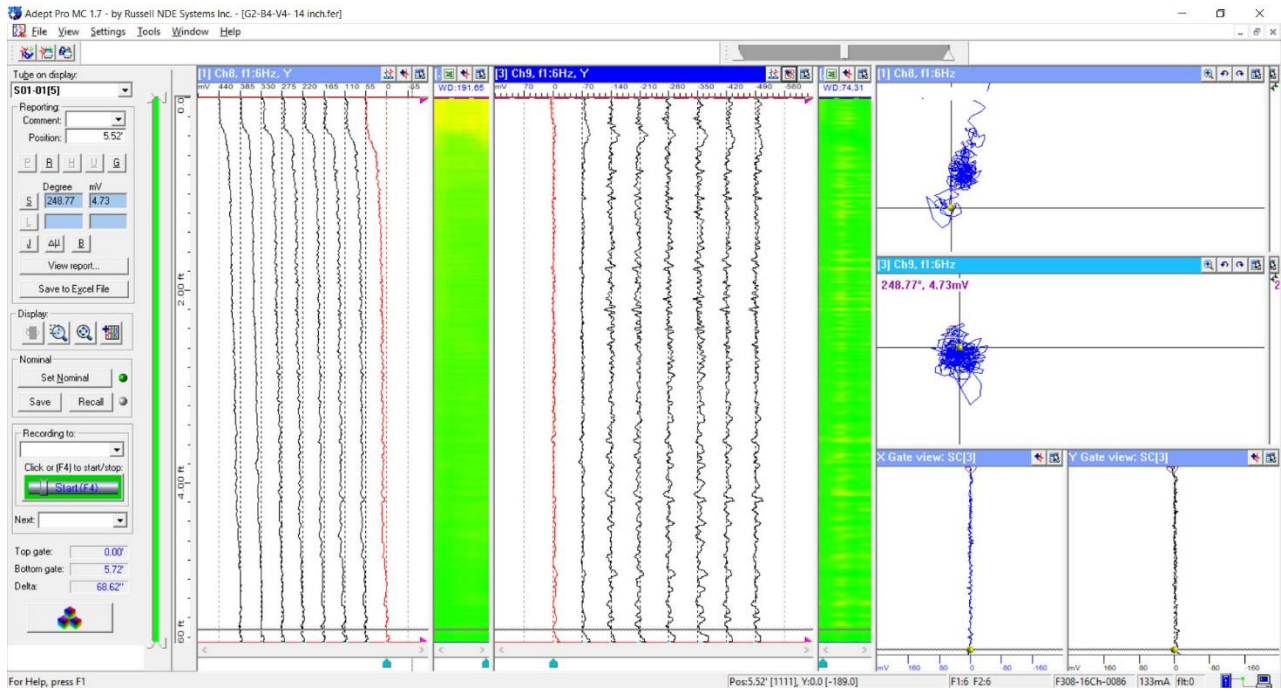 Adept Pro MC 1.7 - by Russell NDE Systems Inc. - [G2-B4-V4- 14 inch.fer]
File View Settings Tools Window Help
Tube on display:
S01-01[5]
Reporting:
Comment:
Position: 5.52'
P R H U G
Degree mV
S 248.77 4.73
L
J Δμ B
View report...
Save to Excel File
Display:
Nominal
Set Nominal
Save Recall
Recording to:
Click or (F4) to start/stop:
Start (F4)
Next:
Top gate: 0.00'
Bottom gate: 5.72'
Delta: 68.62"
[1] Ch8, f1:6Hz, Y
mV 440 385 330 275 220 165 110 55 0 -55
0.0
2.00 ft
4.00 ft
WD:191.65
[3] Ch9, f1:6Hz, Y
mV 70 0 -70 -140 -210 -280 -350 -420 -490 -560
WD:74.31
[1] Ch8, f1:6Hz
[3] Ch9, f1:6Hz
248.77°, 4.73mV
X Gate view: SC[3]
mV 160 80 0 -80 -160
Y Gate view: SC[3]
mV 160 80 0 -80 -160
For Help, press F1
Pos:5.52' [1111], Y:0.0 [-189.0]
F1:6 F2:6
F308-16Ch-0086
133mA
flt:0